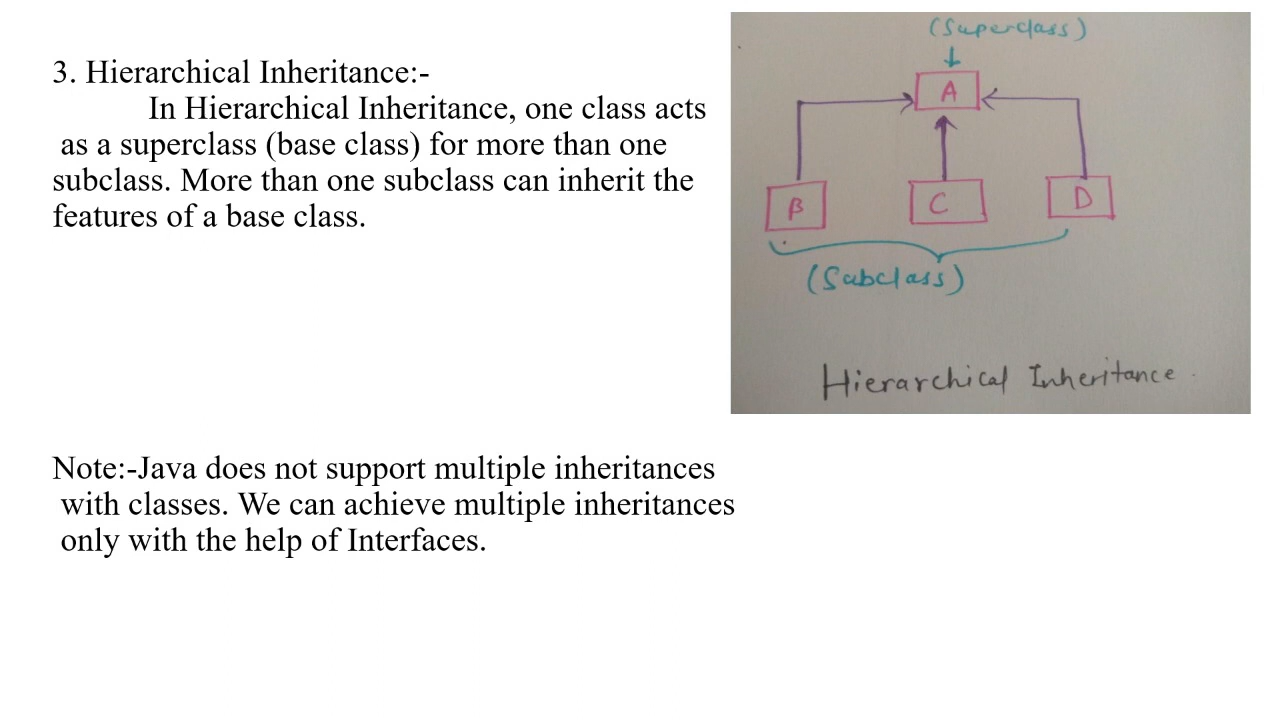 3. Hierarchical Inheritance:-
In Hierarchical Inheritance, one class acts
as a superclass (base class) for more than one
subclass. More than one subclass can inherit the
features of a base class.
(Superclass)
A
B
C
D
(Subclass)
Hierarchical Inheritance
Note:-Java does not support multiple inheritances
with classes. We can achieve multiple inheritances
only with the help of Interfaces.